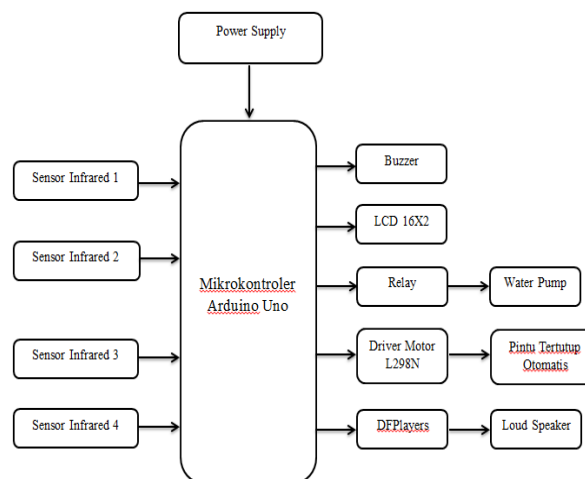 Power Supply
Sensor Infrared 1
Sensor Infrared 2
Sensor Infrared 3
Sensor Infrared 4
Mikrokontroler
Arduino Uno
Buzzer
LCD 16X2
Relay
Water Pump
Driver Motor
L298N
Pintu Tertutup
Otomatis
DFPlayers
Loud Speaker